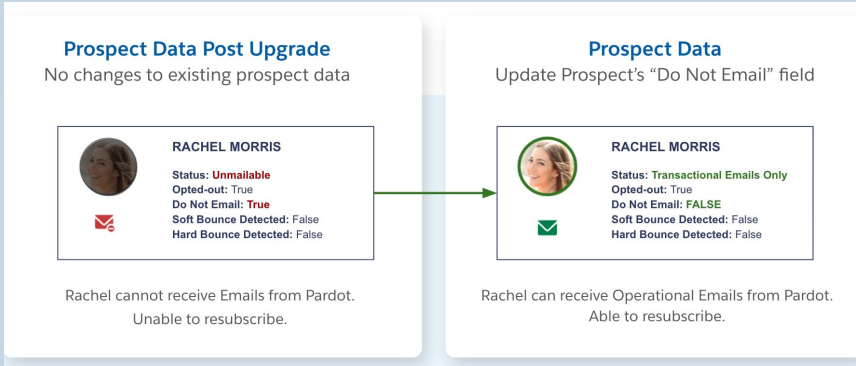 Prospect Data Post Upgrade
No changes to existing prospect data
RACHEL MORRIS
Status: Unmailable
Opted-out: True
Do Not Email: True
Soft Bounce Detected: False
Hard Bounce Detected: False
Rachel cannot receive Emails from Pardot.
Unable to resubscribe.
Prospect Data
Update Prospect’s “Do Not Email” field
RACHEL MORRIS
Status: Transactional Emails Only
Opted-out: True
Do Not Email: FALSE
Soft Bounce Detected: False
Hard Bounce Detected: False
Rachel can receive Operational Emails from Pardot.
Able to resubscribe.